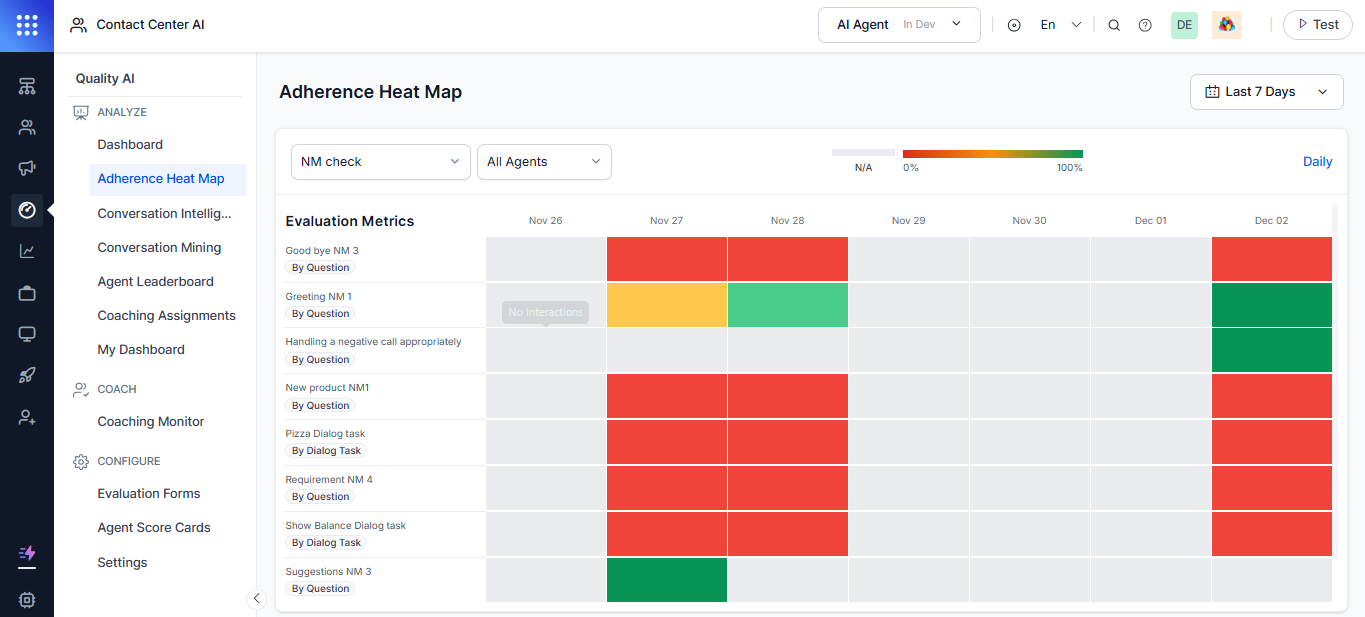 Contact Center AI
AI Agent In Dev
En
DE
Test
Quality AI
ANALYZE
Dashboard
Adherence Heat Map
Conversation Intellig...
Conversation Mining
Agent Leaderboard
Coaching Assignments
My Dashboard
COACH
Coaching Monitor
CONFIGURE
Evaluation Forms
Agent Score Cards
Settings
Adherence Heat Map
Last 7 Days
NM check
All Agents
N/A 0% 100%
Daily
Evaluation Metrics Nov 26 Nov 27 Nov 28 Nov 29 Nov 30 Dec 01 Dec 02
Good bye NM 3
By Question
Greeting NM 1
By Question
No Interactions
Handling a negative call appropriately
By Question
New product NM1
By Question
Pizza Dialog task
By Dialog Task
Requirement NM 4
By Question
Show Balance Dialog task
By Dialog Task
Suggestions NM 3
By Question